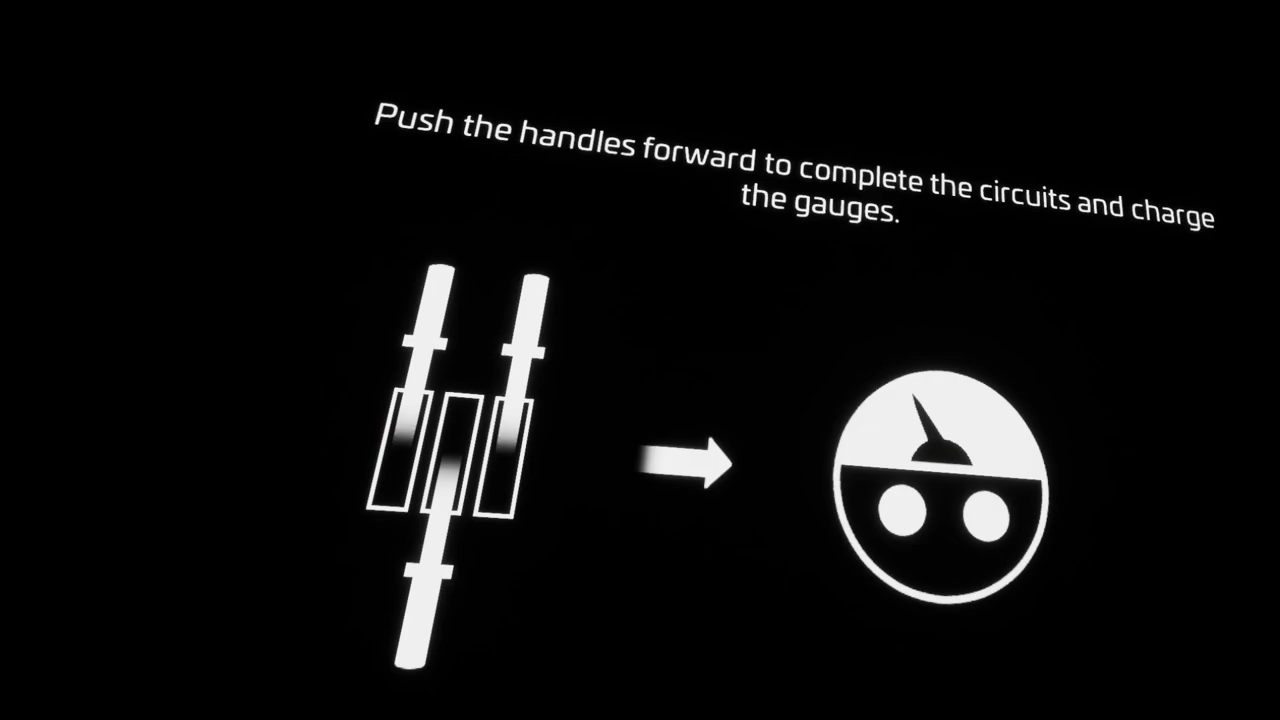 Push the handles forward to complete the circuits and charge
the gauges.